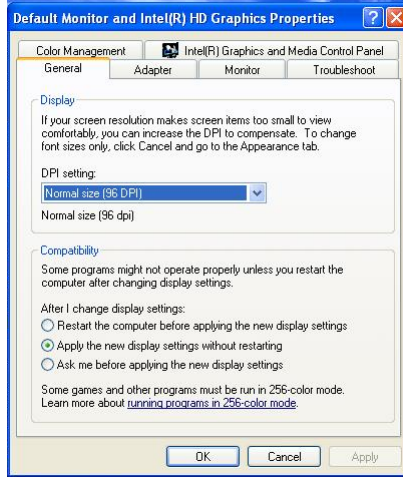 Default Monitor and Intel(R) HD Graphics Properties
Color Management
Intel(R) Graphics and Media Control Panel
General
Adapter
Monitor
Troubleshoot
Display
If your screen resolution makes screen items too small to view
comfortably, you can increase the DPI to compensate. To change
font sizes only, click Cancel and go to the Appearance tab.
DPI setting:
Normal size (96 DPI)
Normal size (96 dpi)
Compatibility
Some programs might not operate properly unless you restart the
computer after changing display settings.
After I change display settings:
Restart the computer before applying the new display settings
Apply the new display settings without restarting
Ask me before applying the new display settings
Some games and other programs must be run in 256-color mode.
Learn more about running programs in 256-color mode.
OK
Cancel
Apply